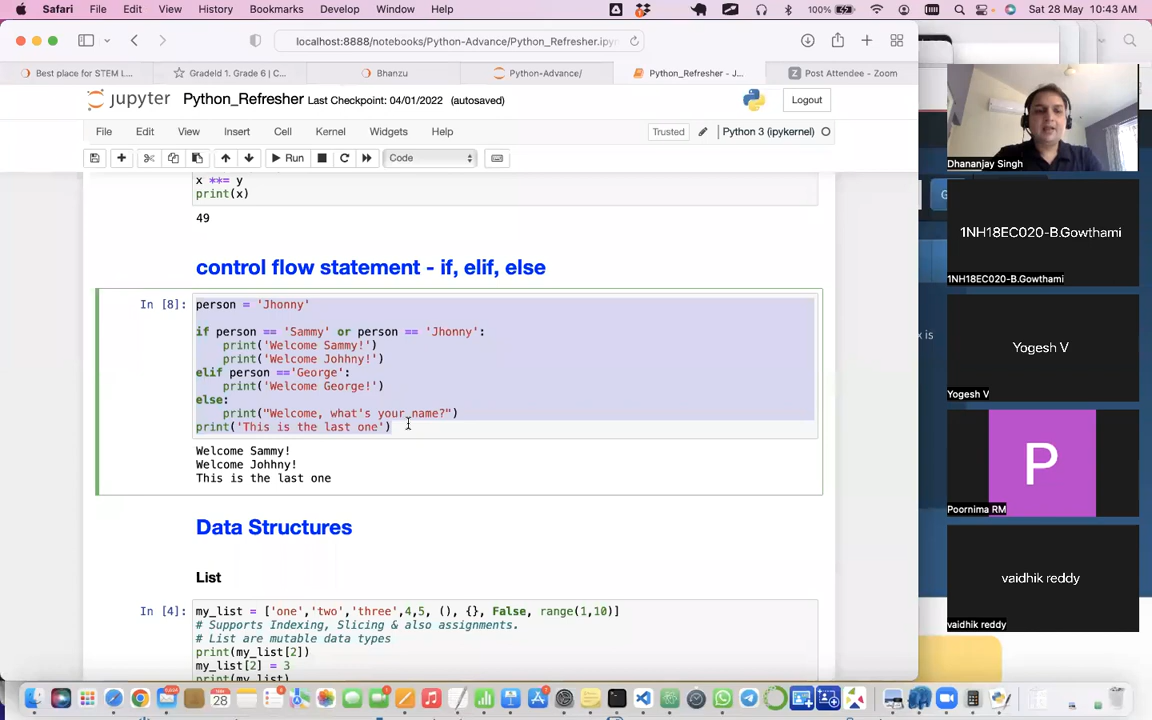 Safari File Edit View History Bookmarks Develop Window Help
100% Sat 28 May 10:43 AM
localhost:8888/notebooks/Python-Advance/Python_Refresher.ipyn
Best place for STEM L... GradeId 1. Grade 6 | C... Bhanzu Python-Advance/ Python_Refresher - J... Post Attendee - Zoom
jupyter Python_Refresher Last Checkpoint: 04/01/2022 (autosaved)
Logout
File Edit View Insert Cell Kernel Widgets Help
Trusted Python 3 (ipykernel)
Run Code
x **= y
print(x)
49
control flow statement - if, elif, else
In [8]: person = 'Jhonny'
if person == 'Sammy' or person == 'Jhonny':
print('Welcome Sammy!')
print('Welcome Johhny!')
elif person =='George':
print('Welcome George!')
else:
print("Welcome, what's your name?")
print('This is the last one')
Welcome Sammy!
Welcome Johhny!
This is the last one
Data Structures
List
In [4]: my_list = ['one','two','three',4,5, (), {}, False, range(1,10)]
# Supports Indexing, Slicing & also assignments.
# List are mutable data types
print(my_list[2])
my_list[2] = 3
print(my_list)
Dhananjay Singh
1NH18EC020-B.Gowthami
1NH18EC020-B.Gowthami
Yogesh V
Yogesh V
P
Poornima RM
vaidhik reddy
vaidhik reddy